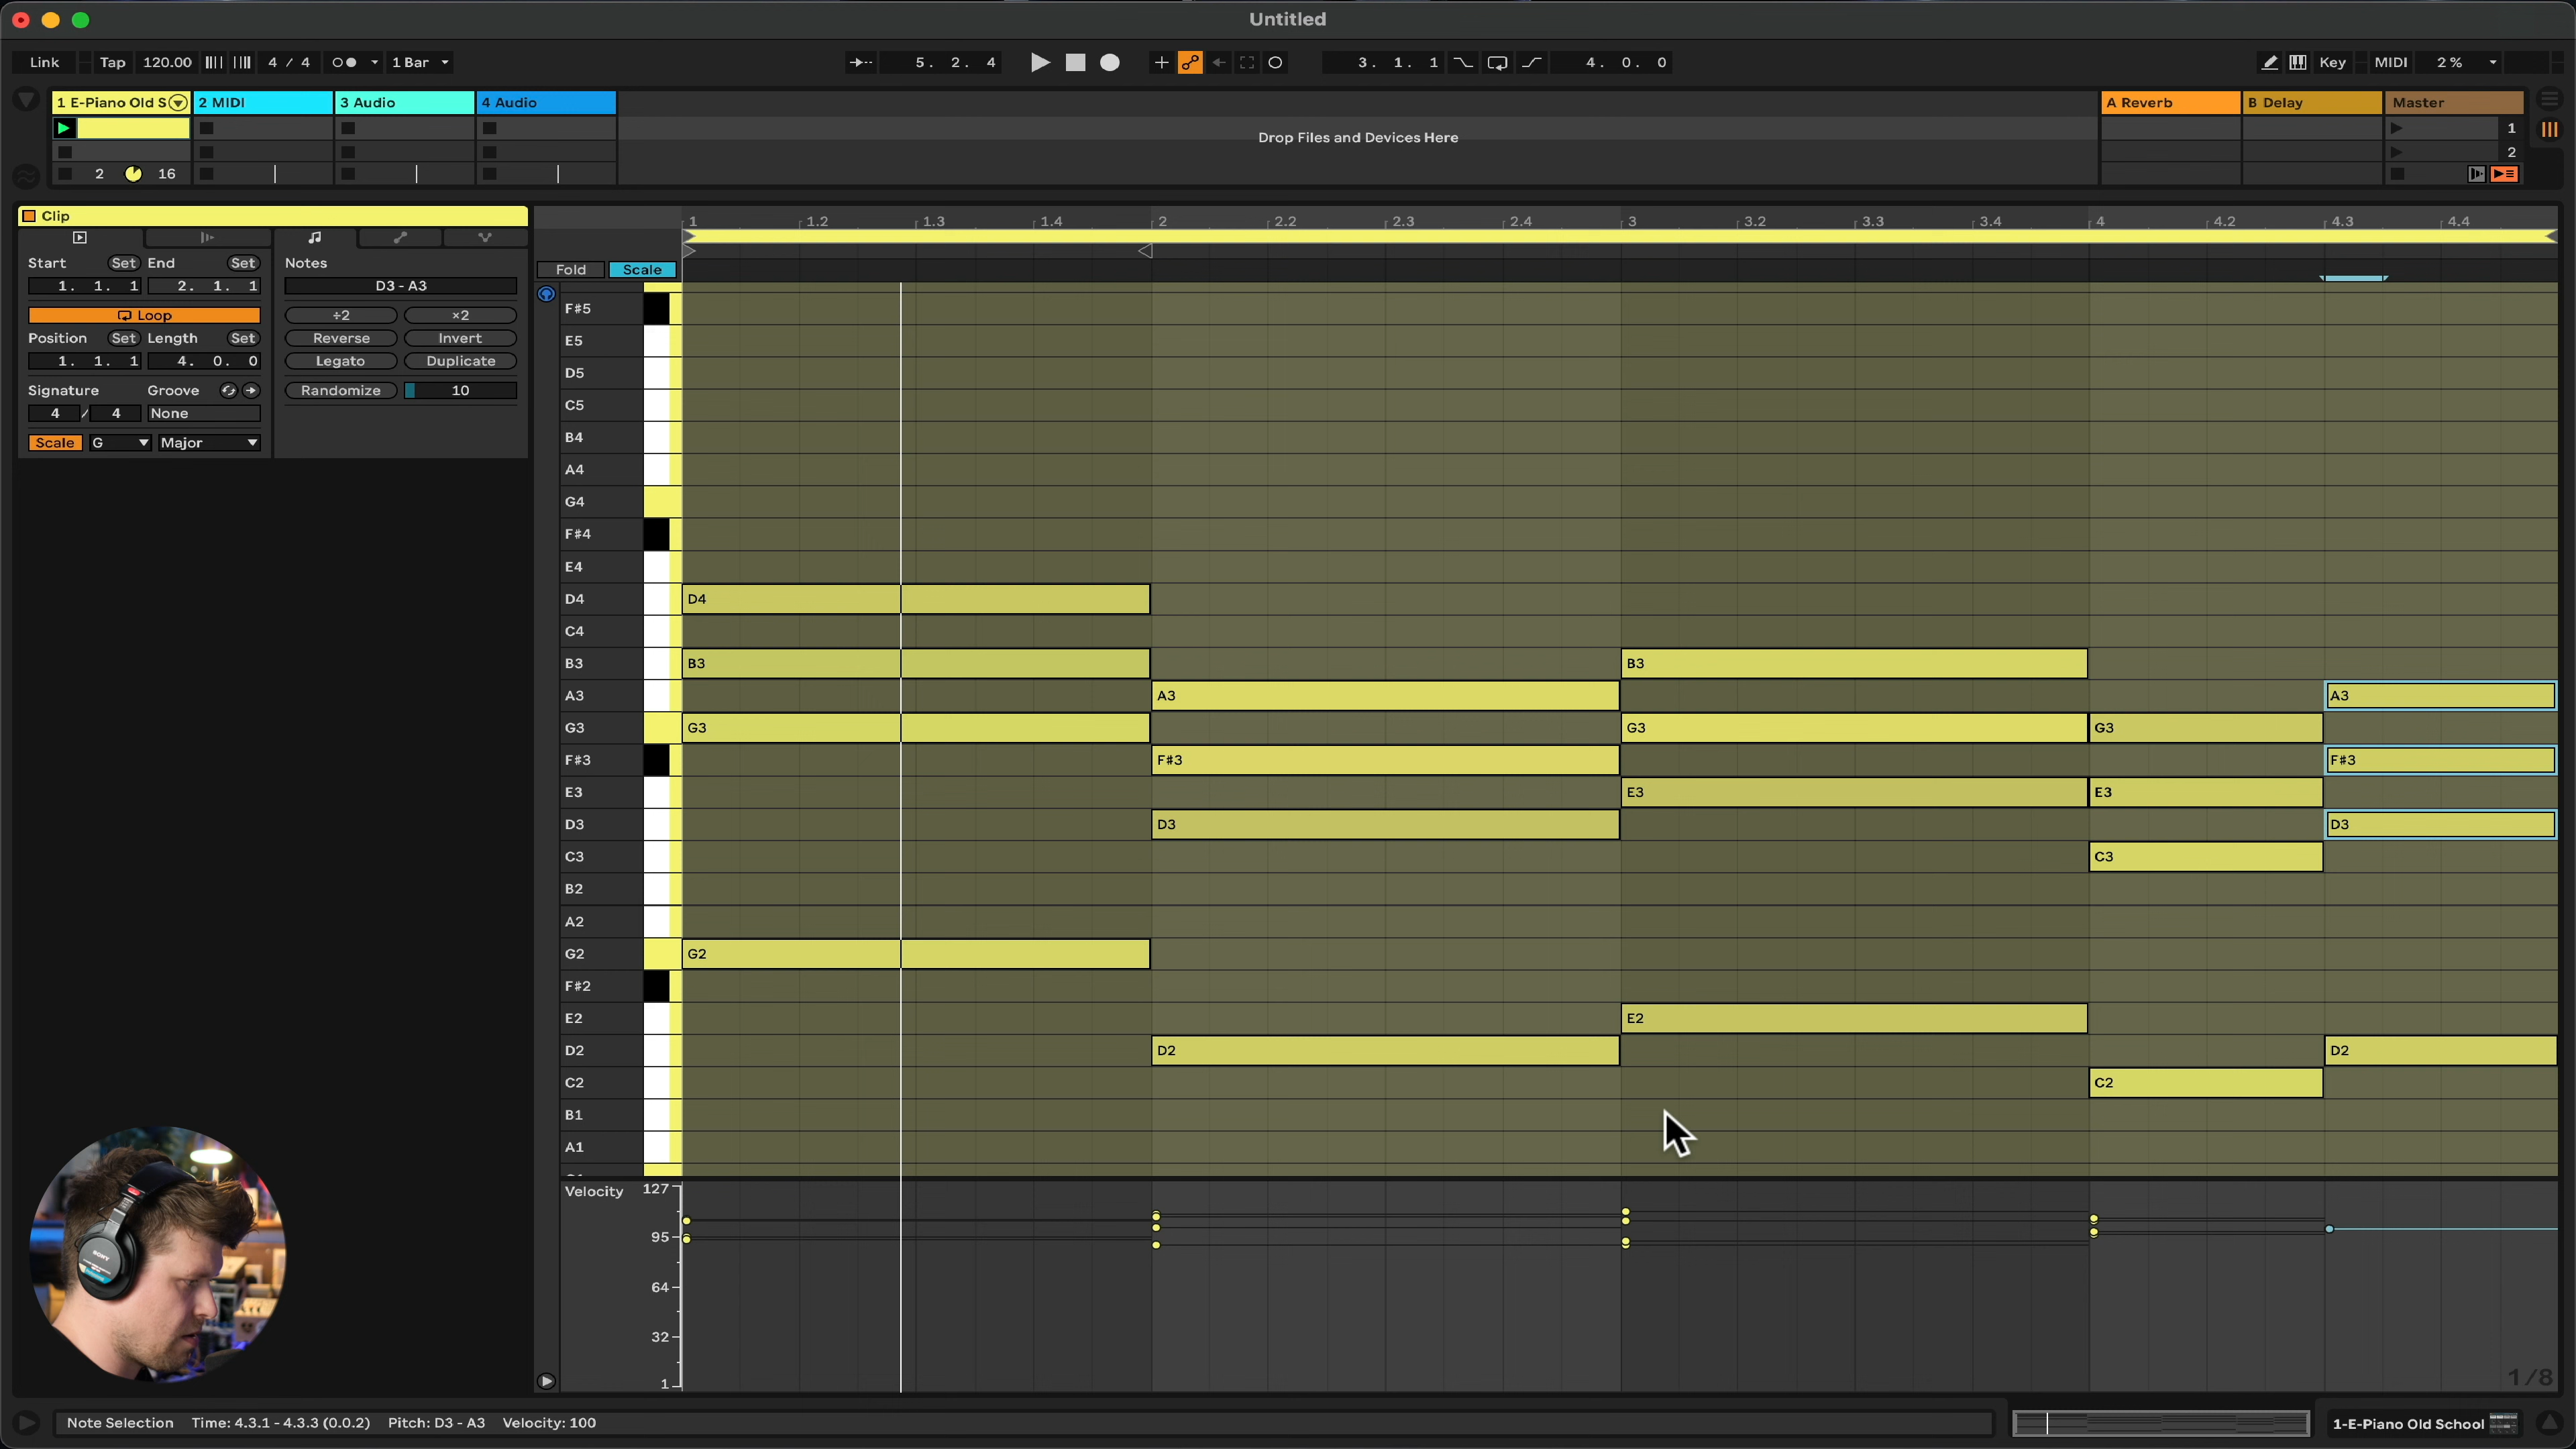 Untitled
Link Tap 120.00 4 / 4 1 Bar 5. 2. 4 3. 1. 1 4. 0. 0 Key MIDI 2 %
1 E-Piano Old S 2 MIDI 3 Audio 4 Audio A Reverb B Delay Master
Drop Files and Devices Here
1
2
2 16
Clip
1 1.2 1.3 1.4 2 2.2 2.3 2.4 3 3.2 3.3 3.4 4 4.2 4.3 4.4
Start Set End Set Notes
Fold Scale
1. 1. 1 2. 1. 1 D3 - A3
Loop ÷2 ×2
Position Set Length Set Reverse Invert
1. 1. 1 4. 0. 0 Legato Duplicate
Signature Groove Randomize 10
4 / 4 None
Scale G Major
F#5
E5
D5
C5
B4
A4
G4
F#4
E4
D4 D4
C4
B3 B3 B3
A3 A3 A3
G3 G3 G3 G3
F#3 F#3 F#3
E3 E3 E3
D3 D3 D3
C3 C3
B2
A2
G2 G2
F#2
E2 E2
D2 D2 D2
C2 C2
B1
A1
Velocity 127
95
64
32
1
1/8
SONY
Note Selection Time: 4.3.1 - 4.3.3 (0.0.2) Pitch: D3 - A3 Velocity: 100 1-E-Piano Old School